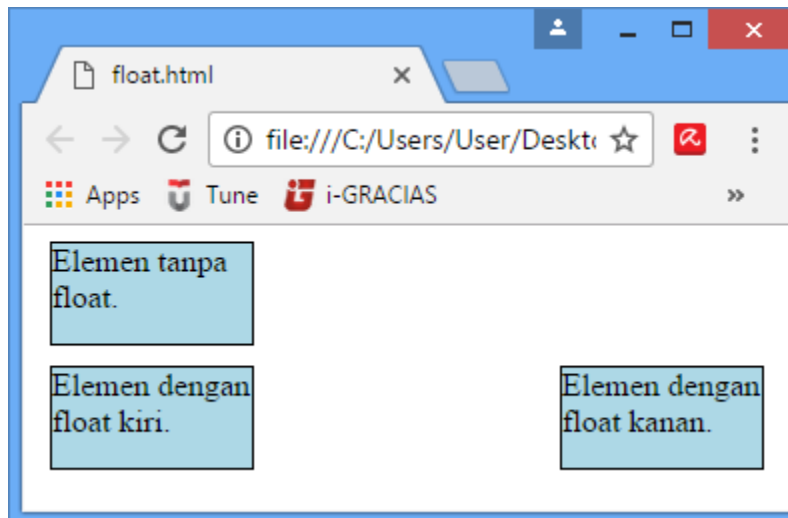 float.html
file:///C:/Users/User/Deskt
Apps Tune i-GRACIAS
Elemen tanpa
float.
Elemen dengan
float kiri.
Elemen dengan
float kanan.